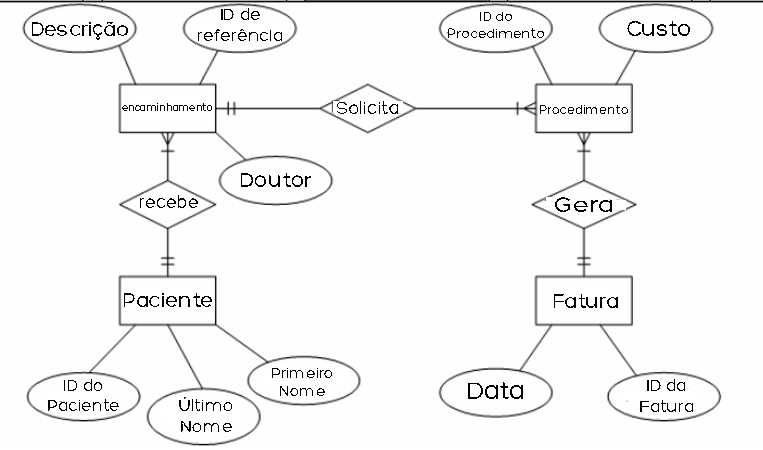 Descrição
ID de
referência
ID do
Procedimento
Custo
encaminhamento
Solicita
Procedimento
Doutor
recebe
Gera
Paciente
Fatura
ID do
Paciente
Último
Nome
Primeiro
Nome
Data
ID da
Fatura